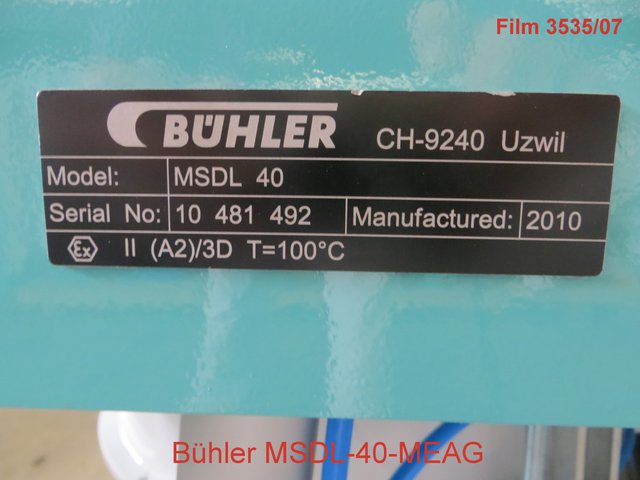 Film 3535/07
BÜHLER CH-9240 Uzwil
Model: MSDL 40
Serial No: 10 481 492 Manufactured: 2010
Ex II (A2)/3D T=100°C
Bühler MSDL-40-MEAG